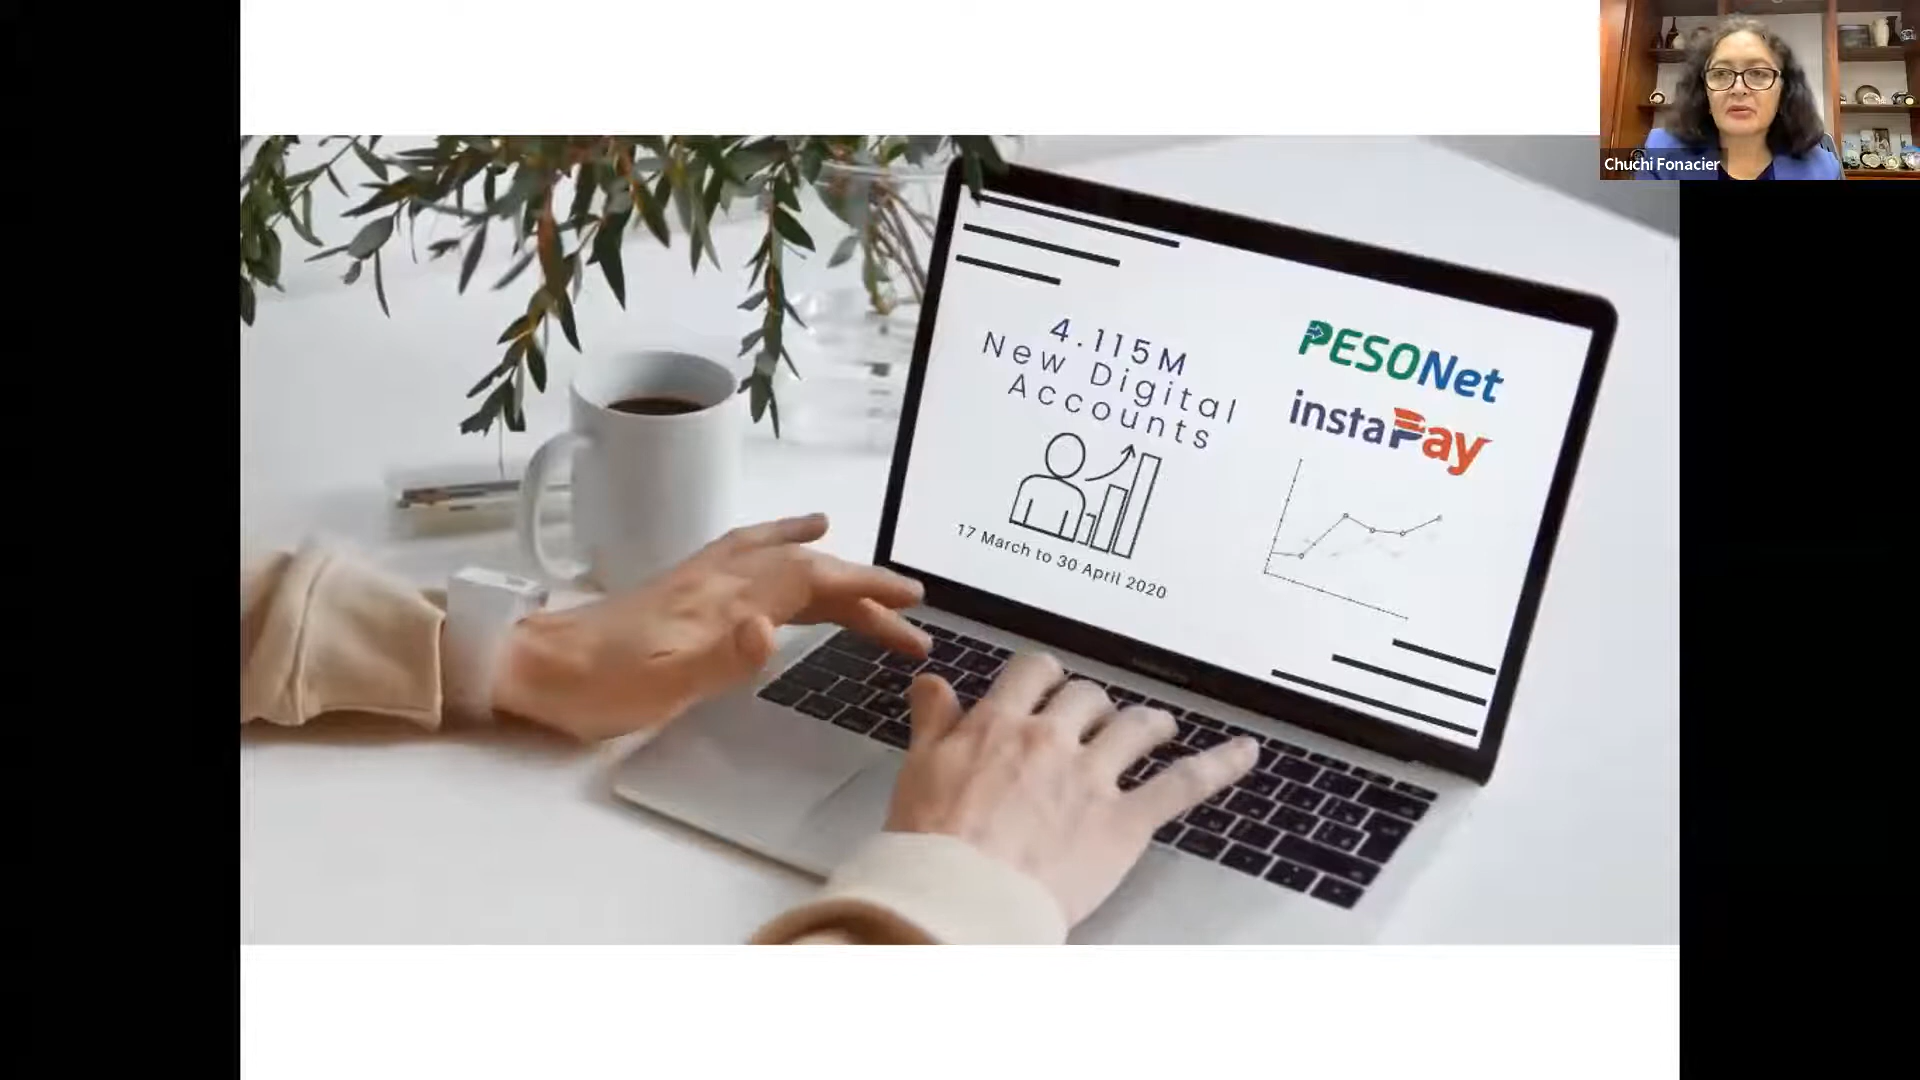 Chuchi Fonacier
4.115M
New Digital
Accounts
17 March to 30 April 2020
PESONet
instaPay